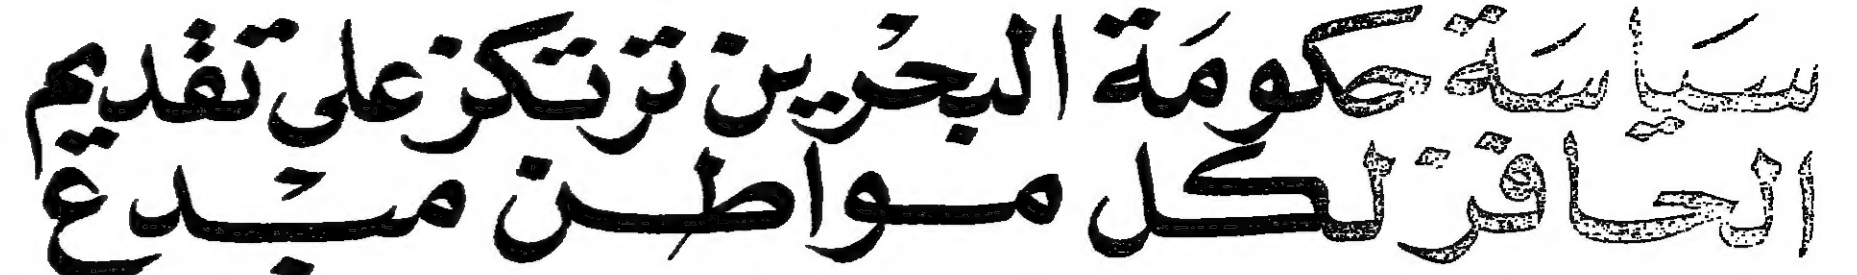 سياسة حكومة البحرين ترتكز على تقديم
الحافز لكل مواطن مبدع